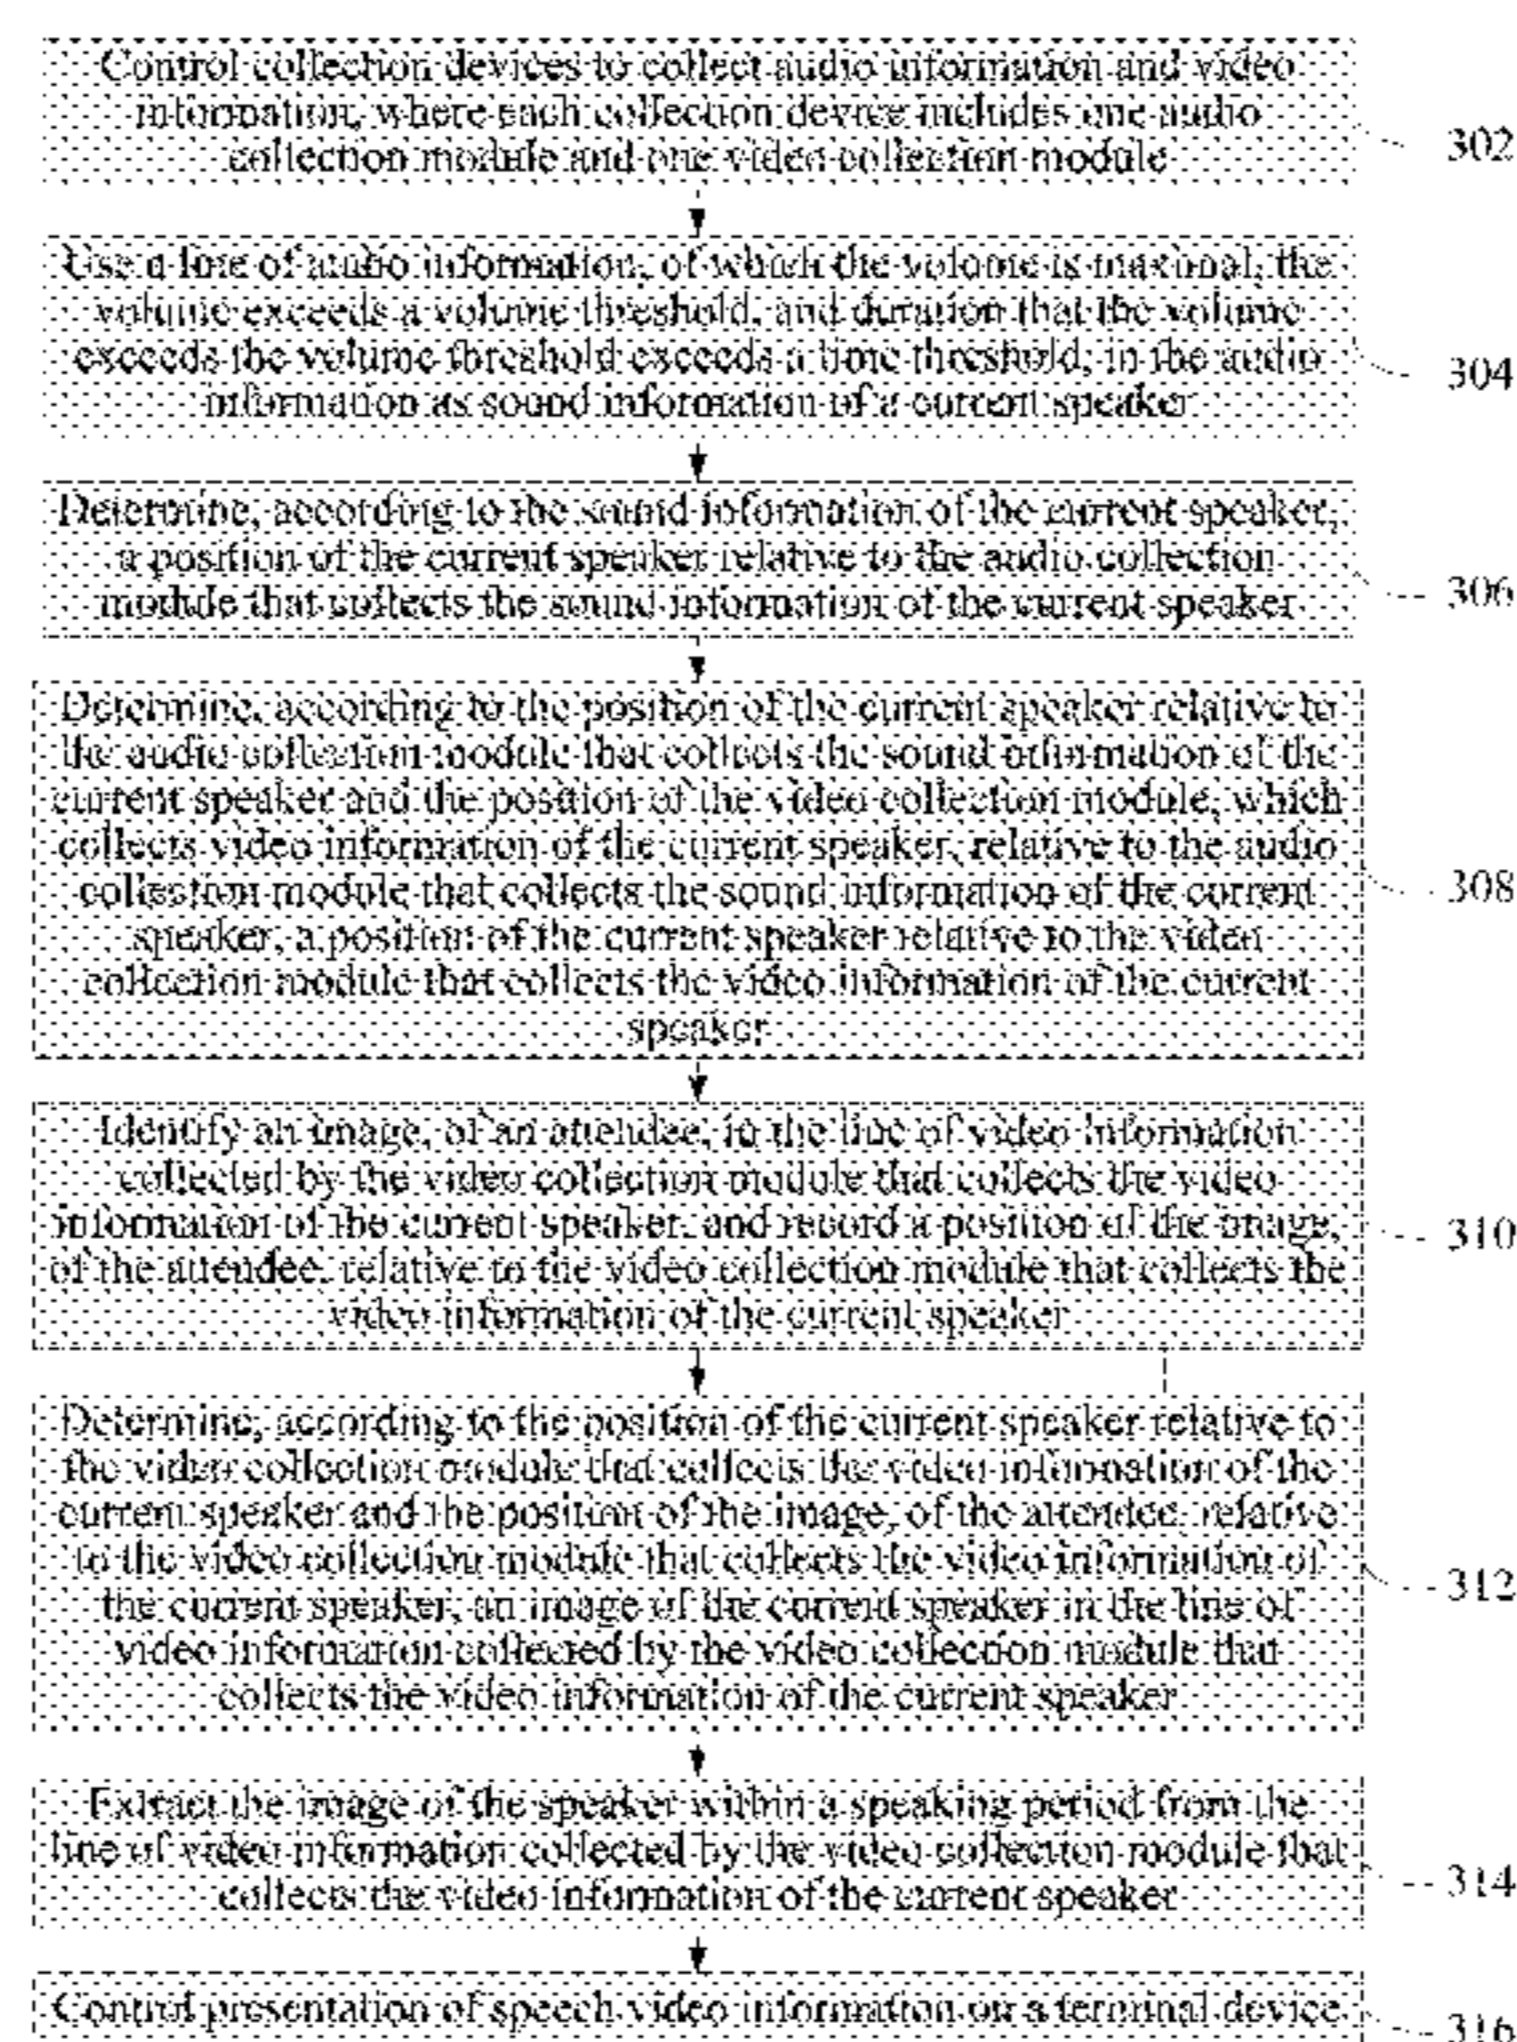 Control collection devices to collect audio information and video
information, where each collection device includes one audio
collection module and one video collection module
302
Use a line of audio information, of which the volume is maximal, the
volume exceeds a volume threshold, and duration that the volume
exceeds the volume threshold exceeds a time threshold, in the audio
information as sound information of a current speaker
304
Determine, according to the sound information of the current speaker,
a position of the current speaker relative to the audio collection
module that collects the sound information of the current speaker
306
Determine, according to the position of the current speaker relative to
the audio collection module that collects the sound information of the
current speaker and the position of the video collection module, which
collects video information of the current speaker, relative to the audio
collection module that collects the sound information of the current
speaker, a position of the current speaker relative to the video
collection module that collects the video information of the current
speaker
308
Identify an image, of an attendee, in the line of video information
collected by the video collection module that collects the video
information of the current speaker, and record a position of the image,
of the attendee, relative to the video collection module that collects the
video information of the current speaker
310
Determine, according to the position of the current speaker relative to
the video collection module that collects the video information of the
current speaker and the position of the image, of the attendee, relative
to the video collection module that collects the video information of
the current speaker, an image of the current speaker in the line of
video information collected by the video collection module that
collects the video information of the current speaker
312
Extract the image of the speaker within a speaking period from the
line of video information collected by the video collection module that
collects the video information of the current speaker
314
Control presentation of speech video information on a terminal device
316